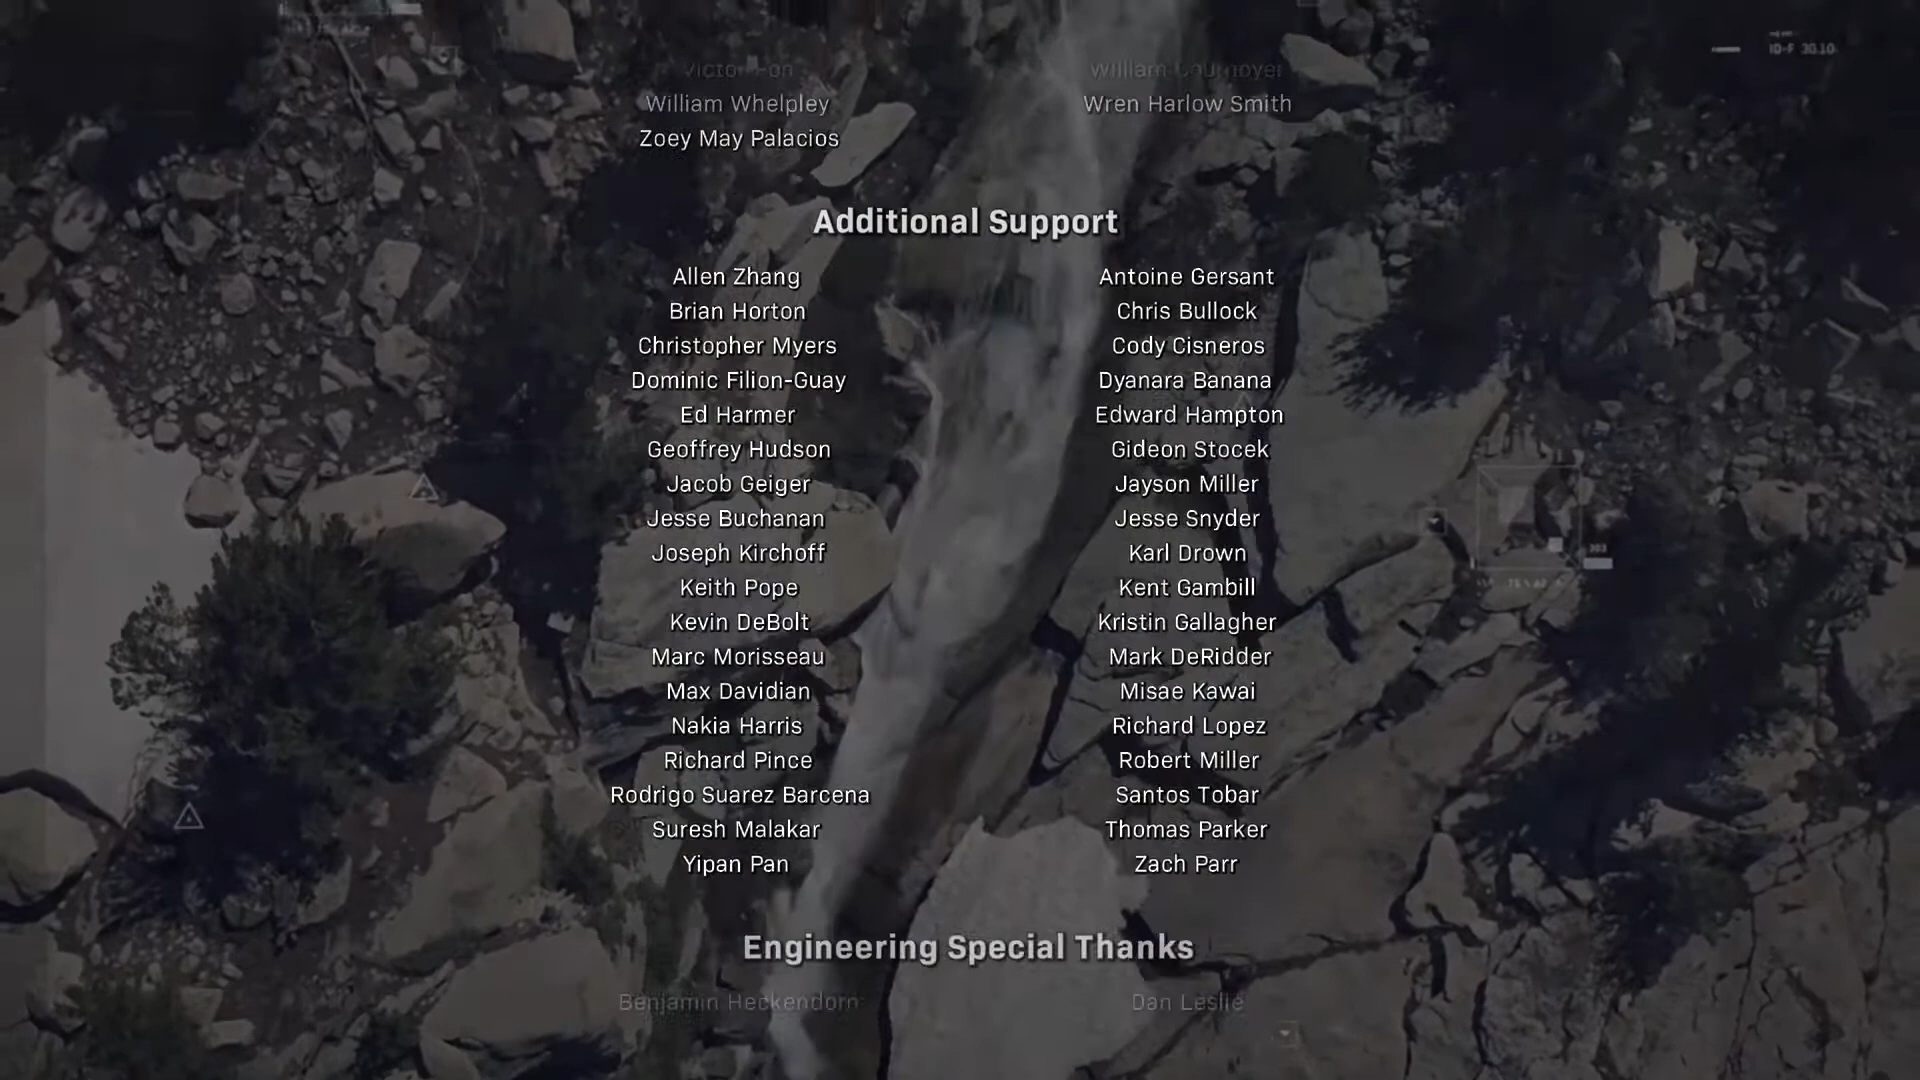 ID-F 30.10
William
William Whelpley
Wren Harlow Smith
Zoey May Palacios
Additional Support
Allen Zhang
Antoine Gersant
Brian Horton
Chris Bullock
Christopher Myers
Cody Cisneros
Dominic Filion-Guay
Dyanara Banana
Ed Harmer
Edward Hampton
Geoffrey Hudson
Gideon Stocek
Jacob Geiger
Jayson Miller
Jesse Buchanan
Jesse Snyder
Joseph Kirchoff
Karl Drown
Keith Pope
Kent Gambill
Kevin DeBolt
Kristin Gallagher
Marc Morisseau
Mark DeRidder
Max Davidian
Misae Kawai
Nakia Harris
Richard Lopez
Richard Pince
Robert Miller
Rodrigo Suarez Barcena
Santos Tobar
Suresh Malakar
Thomas Parker
Yipan Pan
Zach Parr
Engineering Special Thanks
Benjamin Heckendorn
Dan Leslie